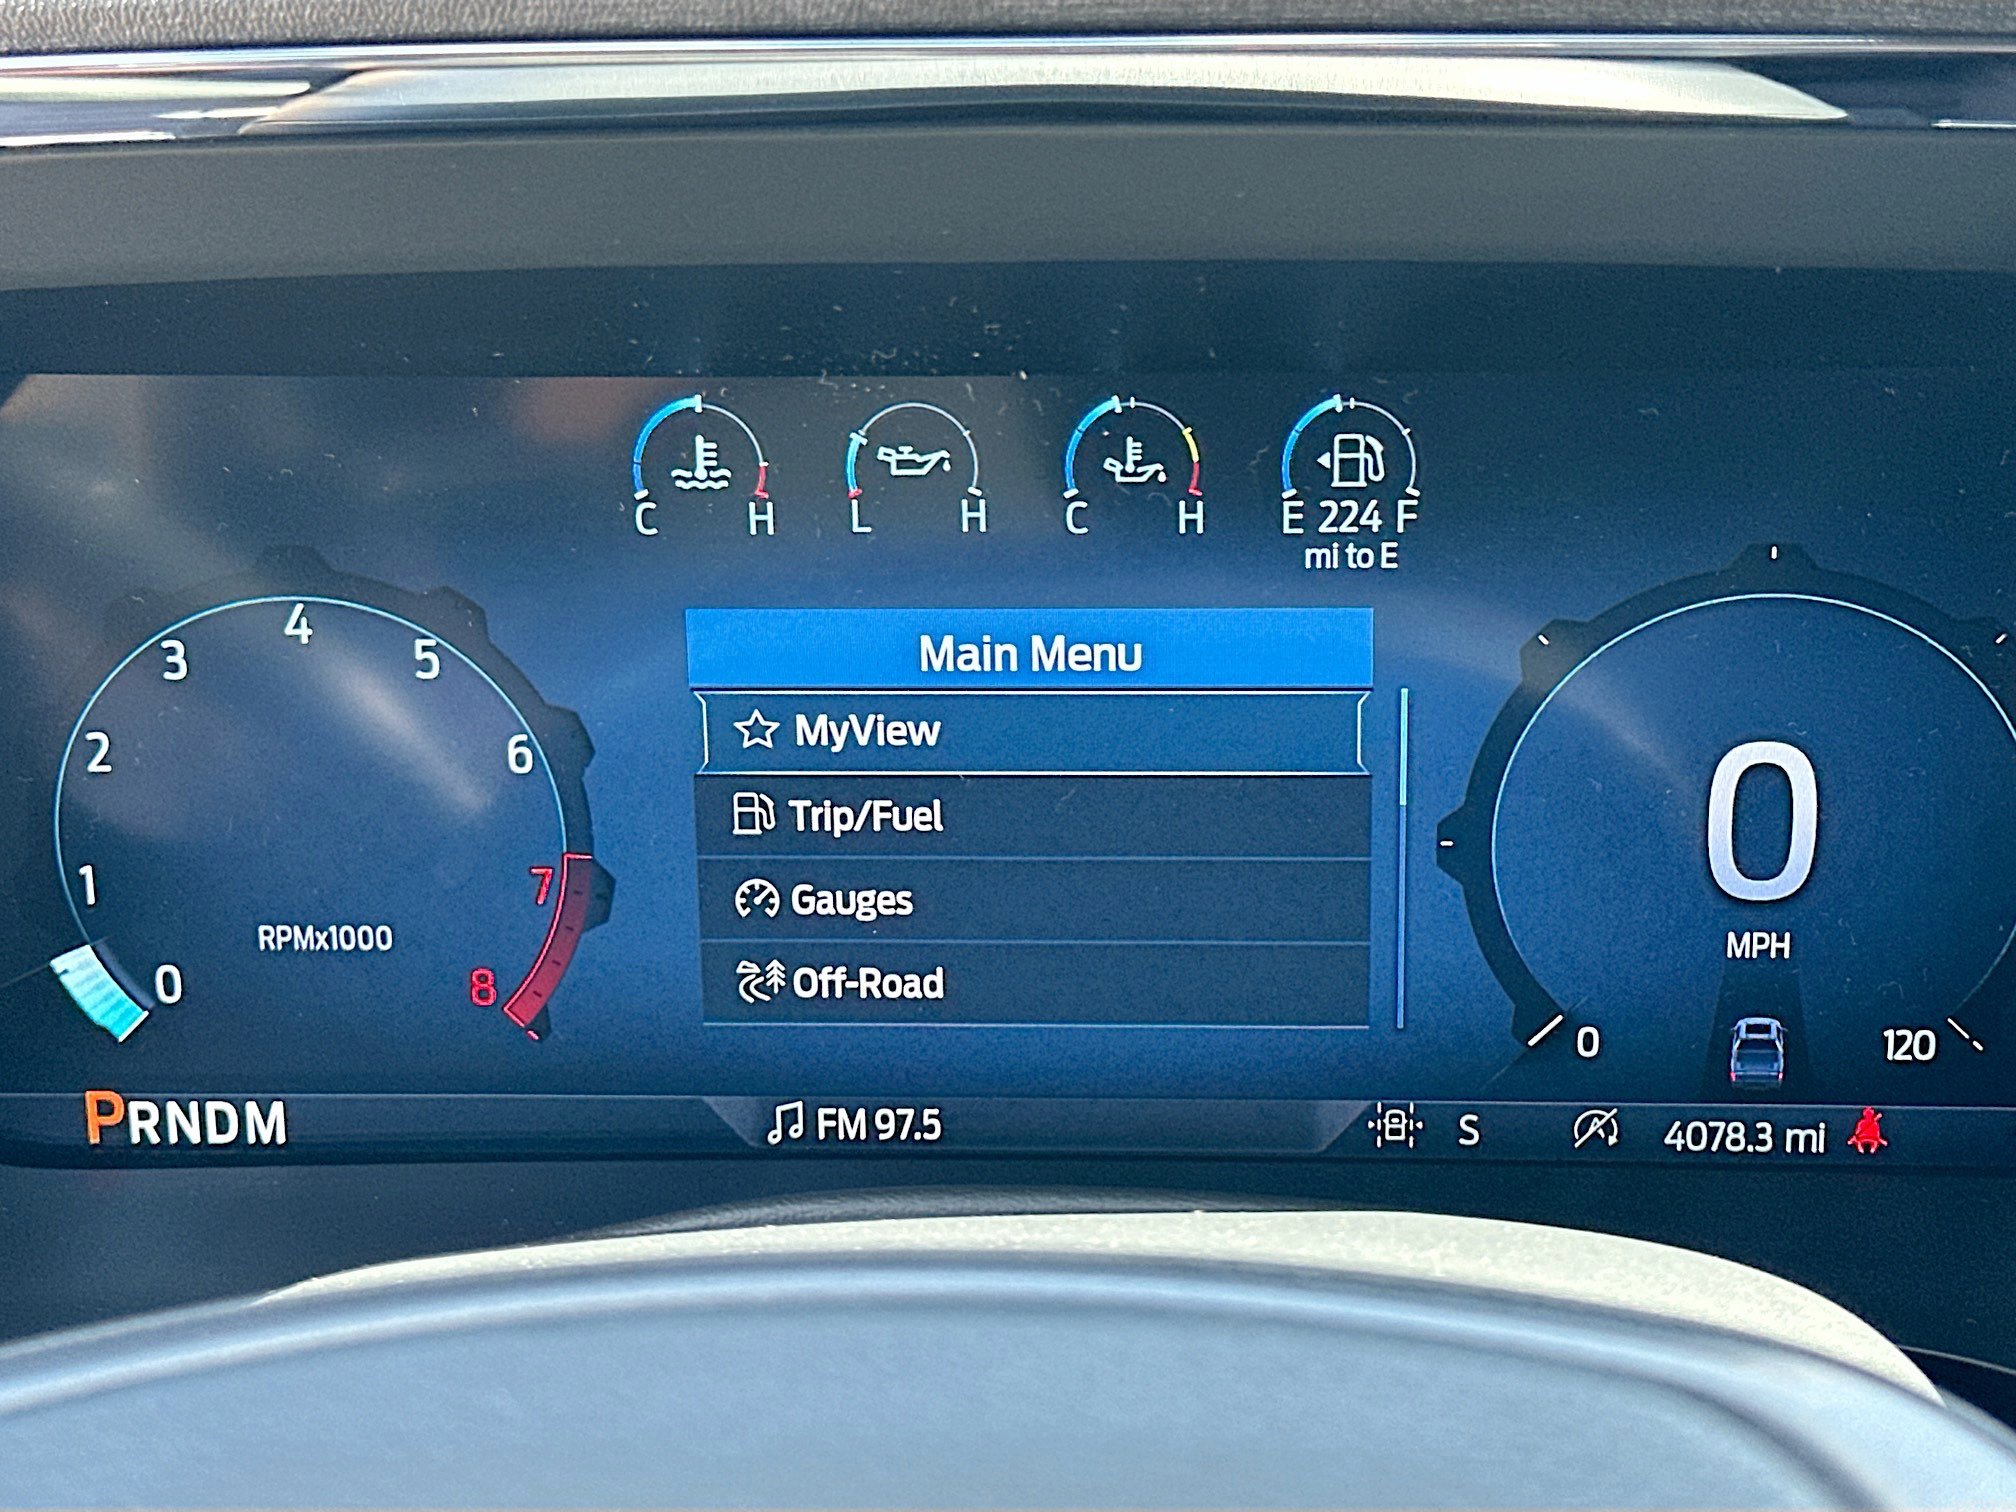 C H L H C H E 224 F
mi to E
Main Menu
MyView
Trip/Fuel
Gauges
Off-Road
0 1 2 3 4 5 6 7 8
RPMx1000
0
MPH
0 120
PRNDM
FM 97.5
S
4078.3 mi